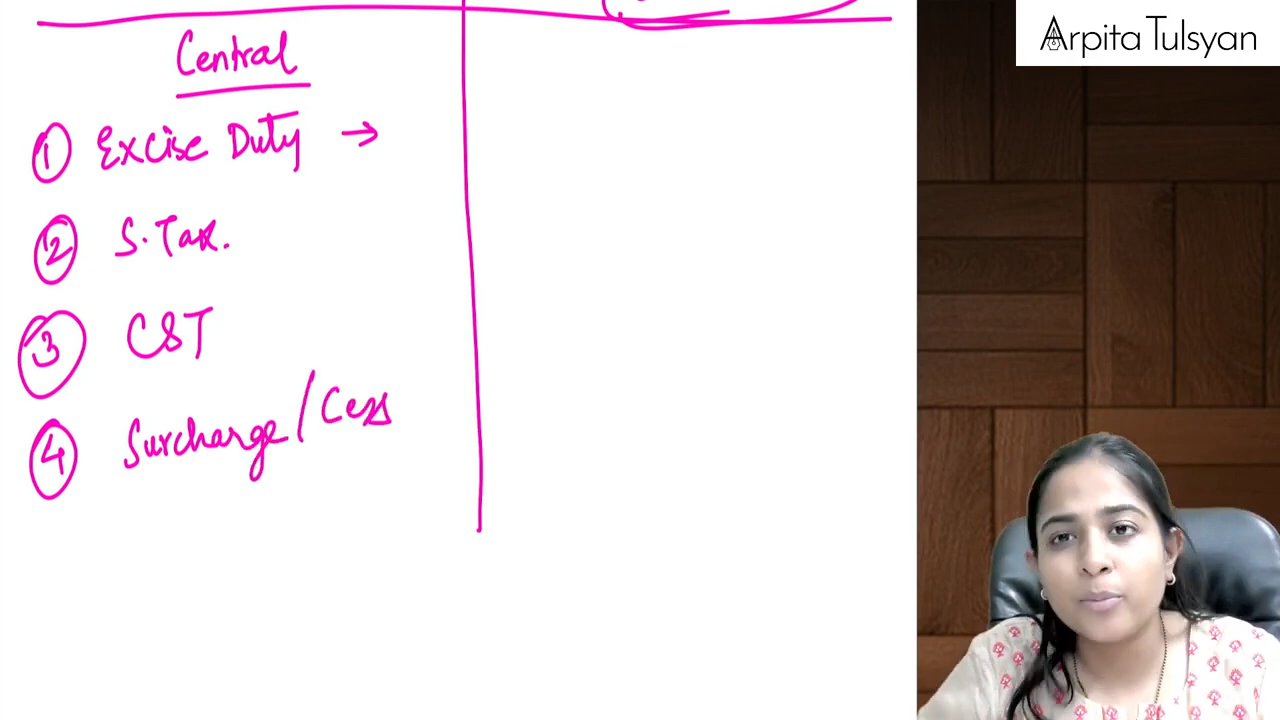 Arpita Tulsyan
Central
1 Excise Duty →
2 S. Tax.
3 CST
4 Surcharge / Cess